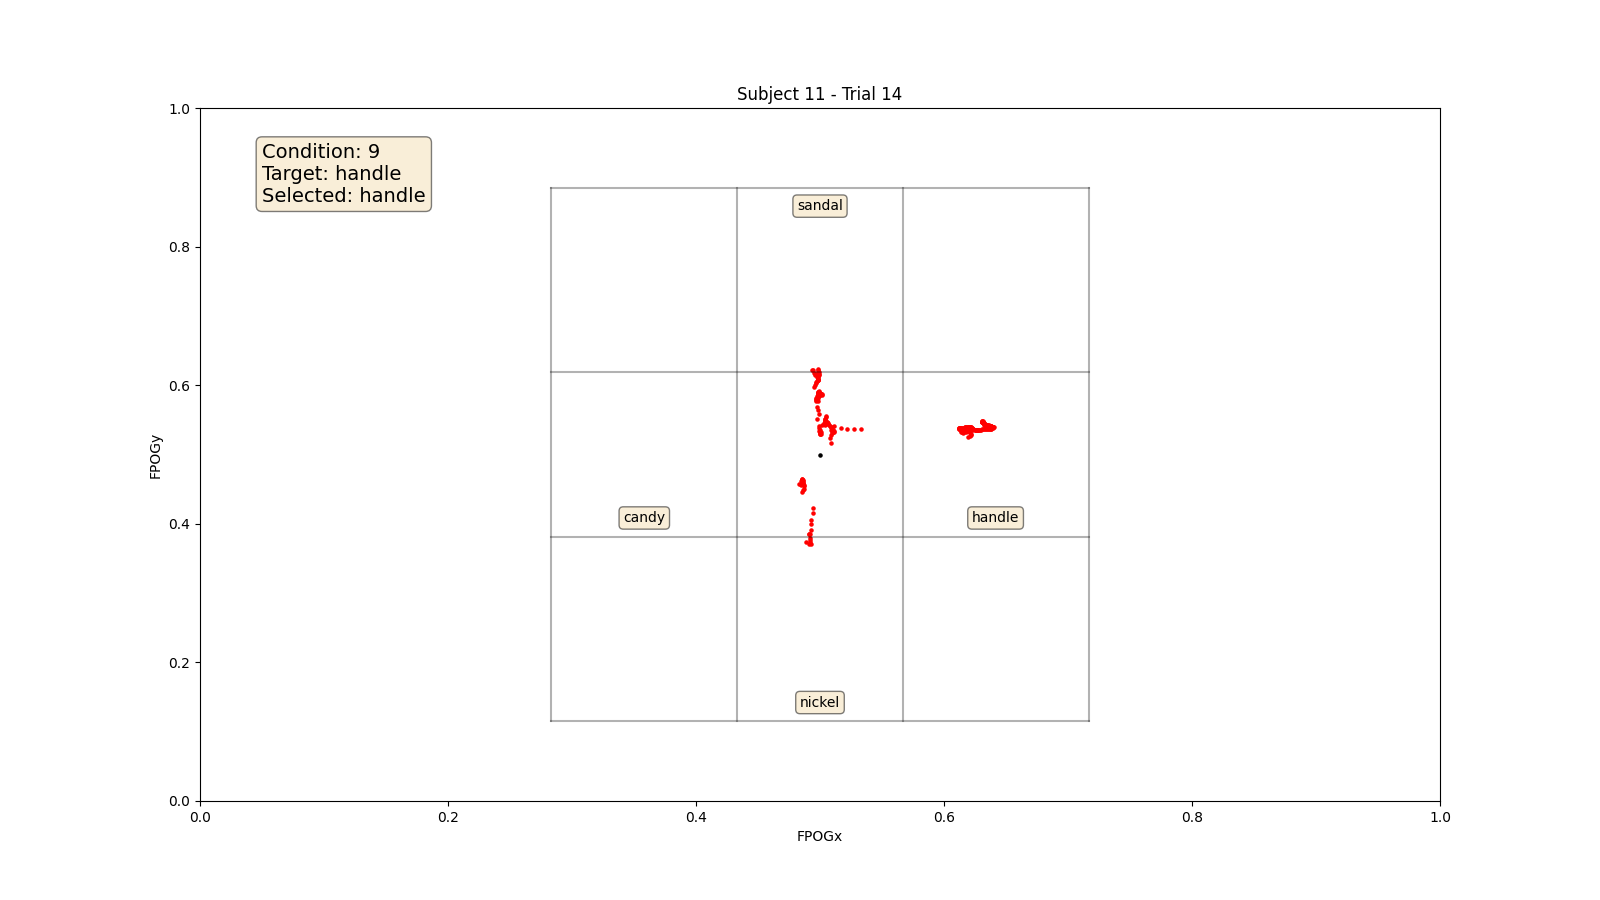 Subject 11 - Trial 14
1.0
Condition: 9
Target: handle
Selected: handle
sandal
0.8
0.6
FPOGy
candy
handle
0.4
0.2
nickel
0.0
0.0 0.2 0.4 0.6 0.8 1.0
FPOGx